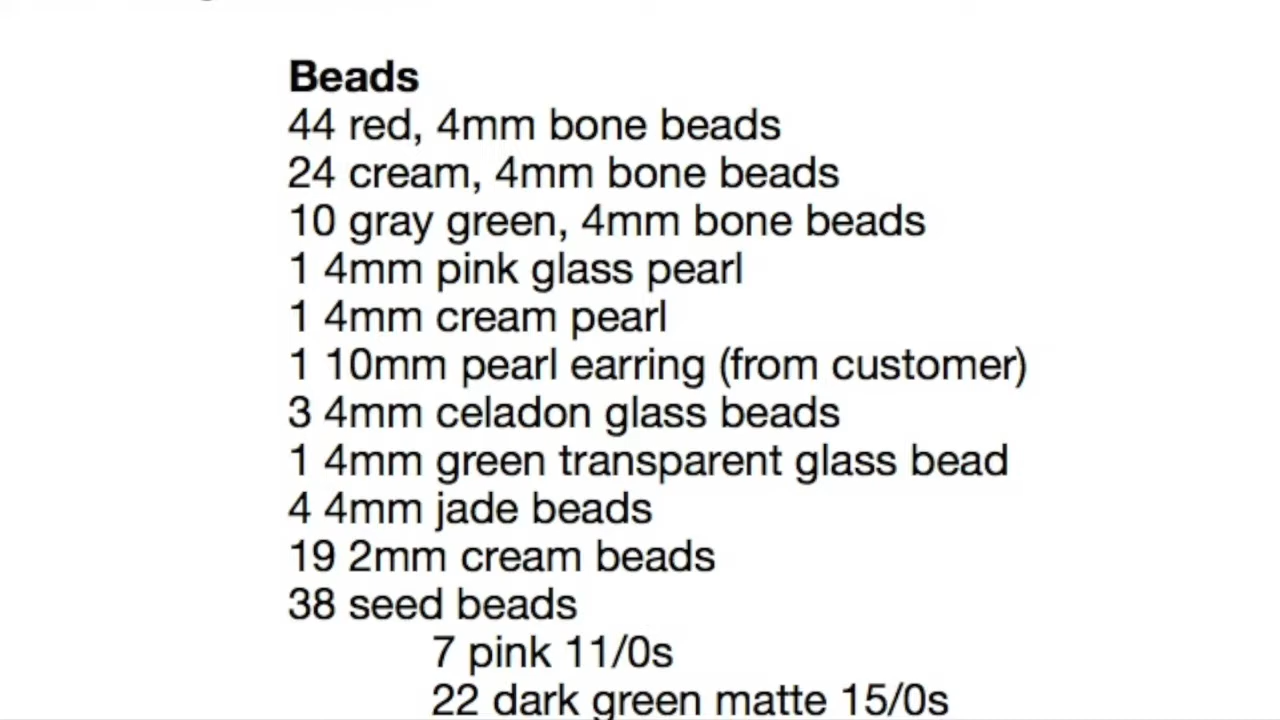 Beads
44 red, 4mm bone beads
24 cream, 4mm bone beads
10 gray green, 4mm bone beads
1 4mm pink glass pearl
1 4mm cream pearl
1 10mm pearl earring (from customer)
3 4mm celadon glass beads
1 4mm green transparent glass bead
4 4mm jade beads
19 2mm cream beads
38 seed beads
7 pink 11/0s
22 dark green matte 15/0s